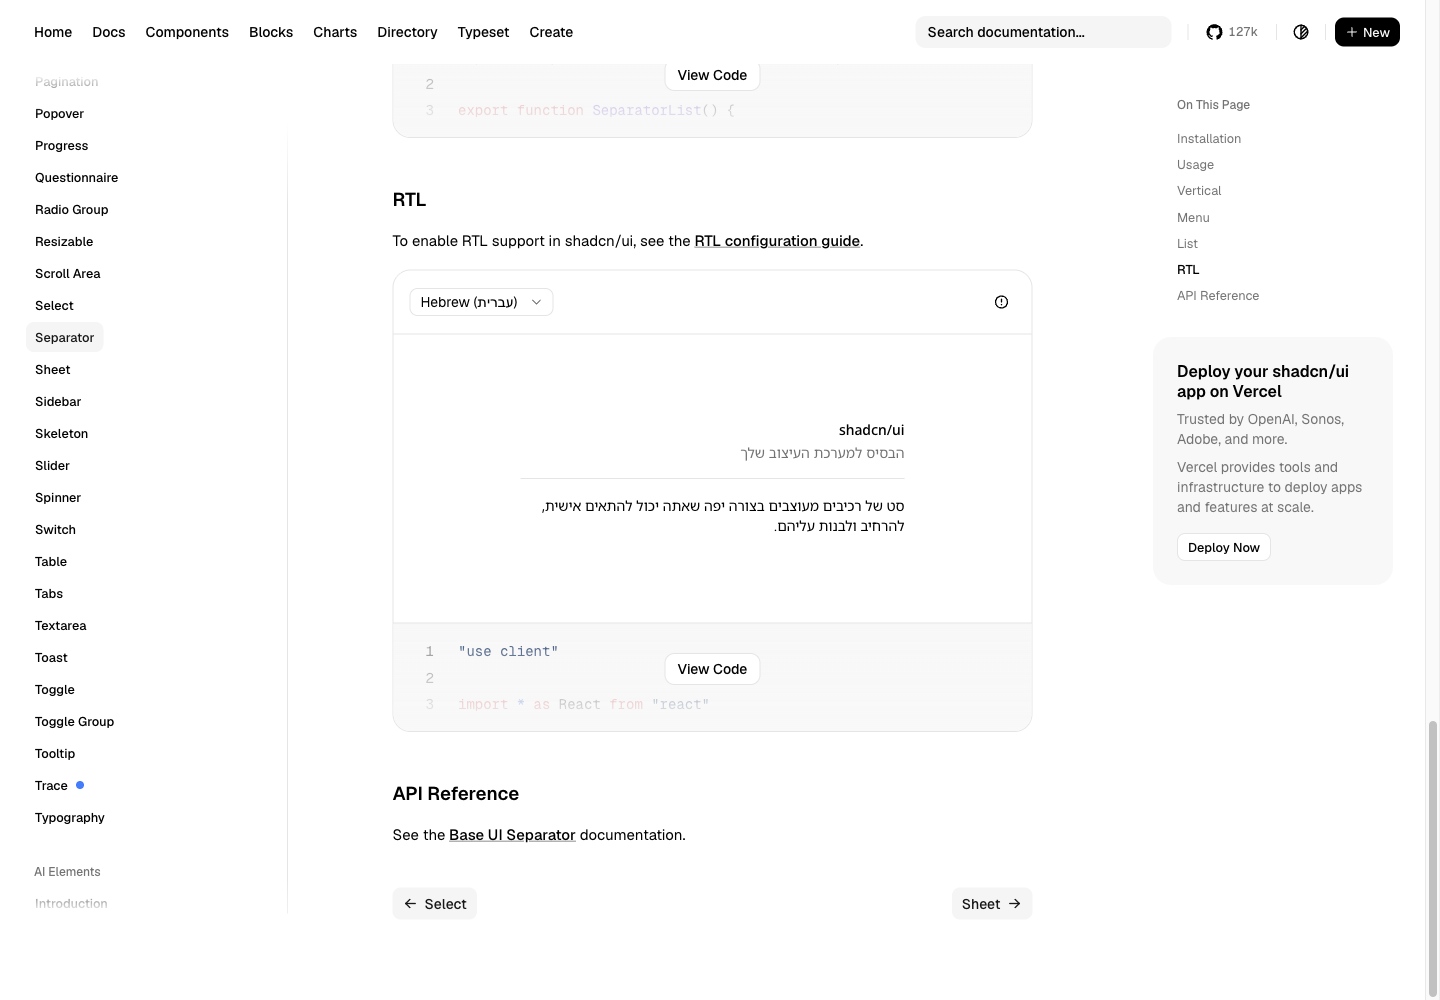 Home
Docs
Components
Blocks
Charts
Directory
Typeset
Create
Search documentation...
127k
New
Pagination
Popover
Progress
Questionnaire
Radio Group
Resizable
Scroll Area
Select
Separator
Sheet
Sidebar
Skeleton
Slider
Spinner
Switch
Table
Tabs
Textarea
Toast
Toggle
Toggle Group
Tooltip
Trace
Typography
AI Elements
Introduction
2
View Code
3 export function SeparatorList() {
RTL
To enable RTL support in shadcn/ui, see the RTL configuration guide.
Hebrew (עברית)
shadcn/ui
הבסיס למערכת העיצוב שלך
סט של רכיבים מעוצבים בצורה יפה שאתה יכול להתאים אישית,
להרחיב ולבנות עליהם.
1 "use client"
2
View Code
3 import * as React from "react"
API Reference
See the Base UI Separator documentation.
Select
Sheet
On This Page
Installation
Usage
Vertical
Menu
List
RTL
API Reference
Deploy your shadcn/ui
app on Vercel
Trusted by OpenAI, Sonos,
Adobe, and more.
Vercel provides tools and
infrastructure to deploy apps
and features at scale.
Deploy Now